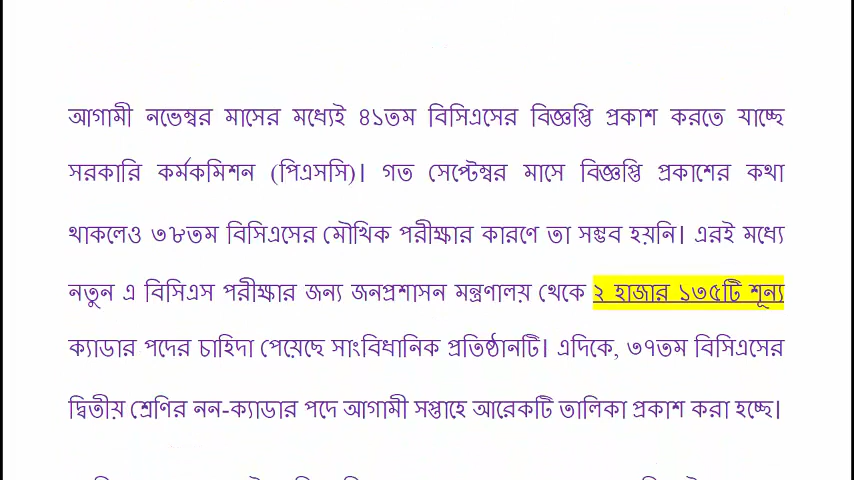 আগামী নভেম্বর মাসের মধ্যেই ৪১তম বিসিএসের বিজ্ঞপ্তি প্রকাশ করতে যাচ্ছে
সরকারি কর্মকমিশন (পিএসসি)। গত সেপ্টেম্বর মাসে বিজ্ঞপ্তি প্রকাশের কথা
থাকলেও ৩৮তম বিসিএসের মৌখিক পরীক্ষার কারণে তা সম্ভব হয়নি। এরই মধ্যে
নতুন এ বিসিএস পরীক্ষার জন্য জনপ্রশাসন মন্ত্রণালয় থেকে ২ হাজার ১৩৫টি শূন্য
ক্যাডার পদের চাহিদা পেয়েছে সাংবিধানিক প্রতিষ্ঠানটি। এদিকে, ৩৭তম বিসিএসের
দ্বিতীয় শ্রেণির নন-ক্যাডার পদে আগামী সপ্তাহে আরেকটি তালিকা প্রকাশ করা হচ্ছে।